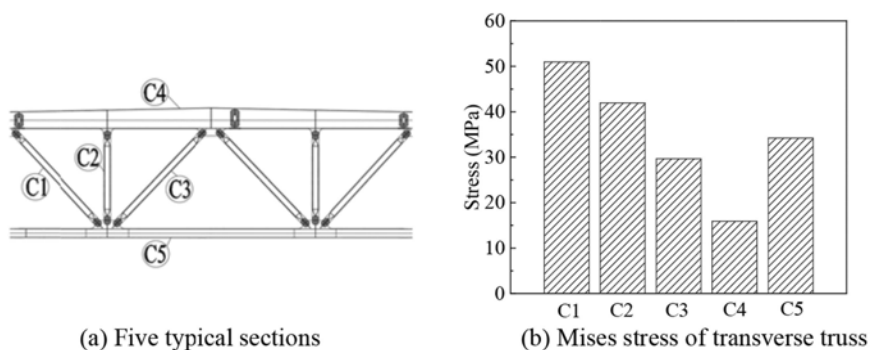 C4
C2
C1
C3
C5
(a) Five typical sections
60
50
40
30
20
10
0
Stress (MPa)
C1 C2 C3 C4 C5
(b) Mises stress of transverse truss